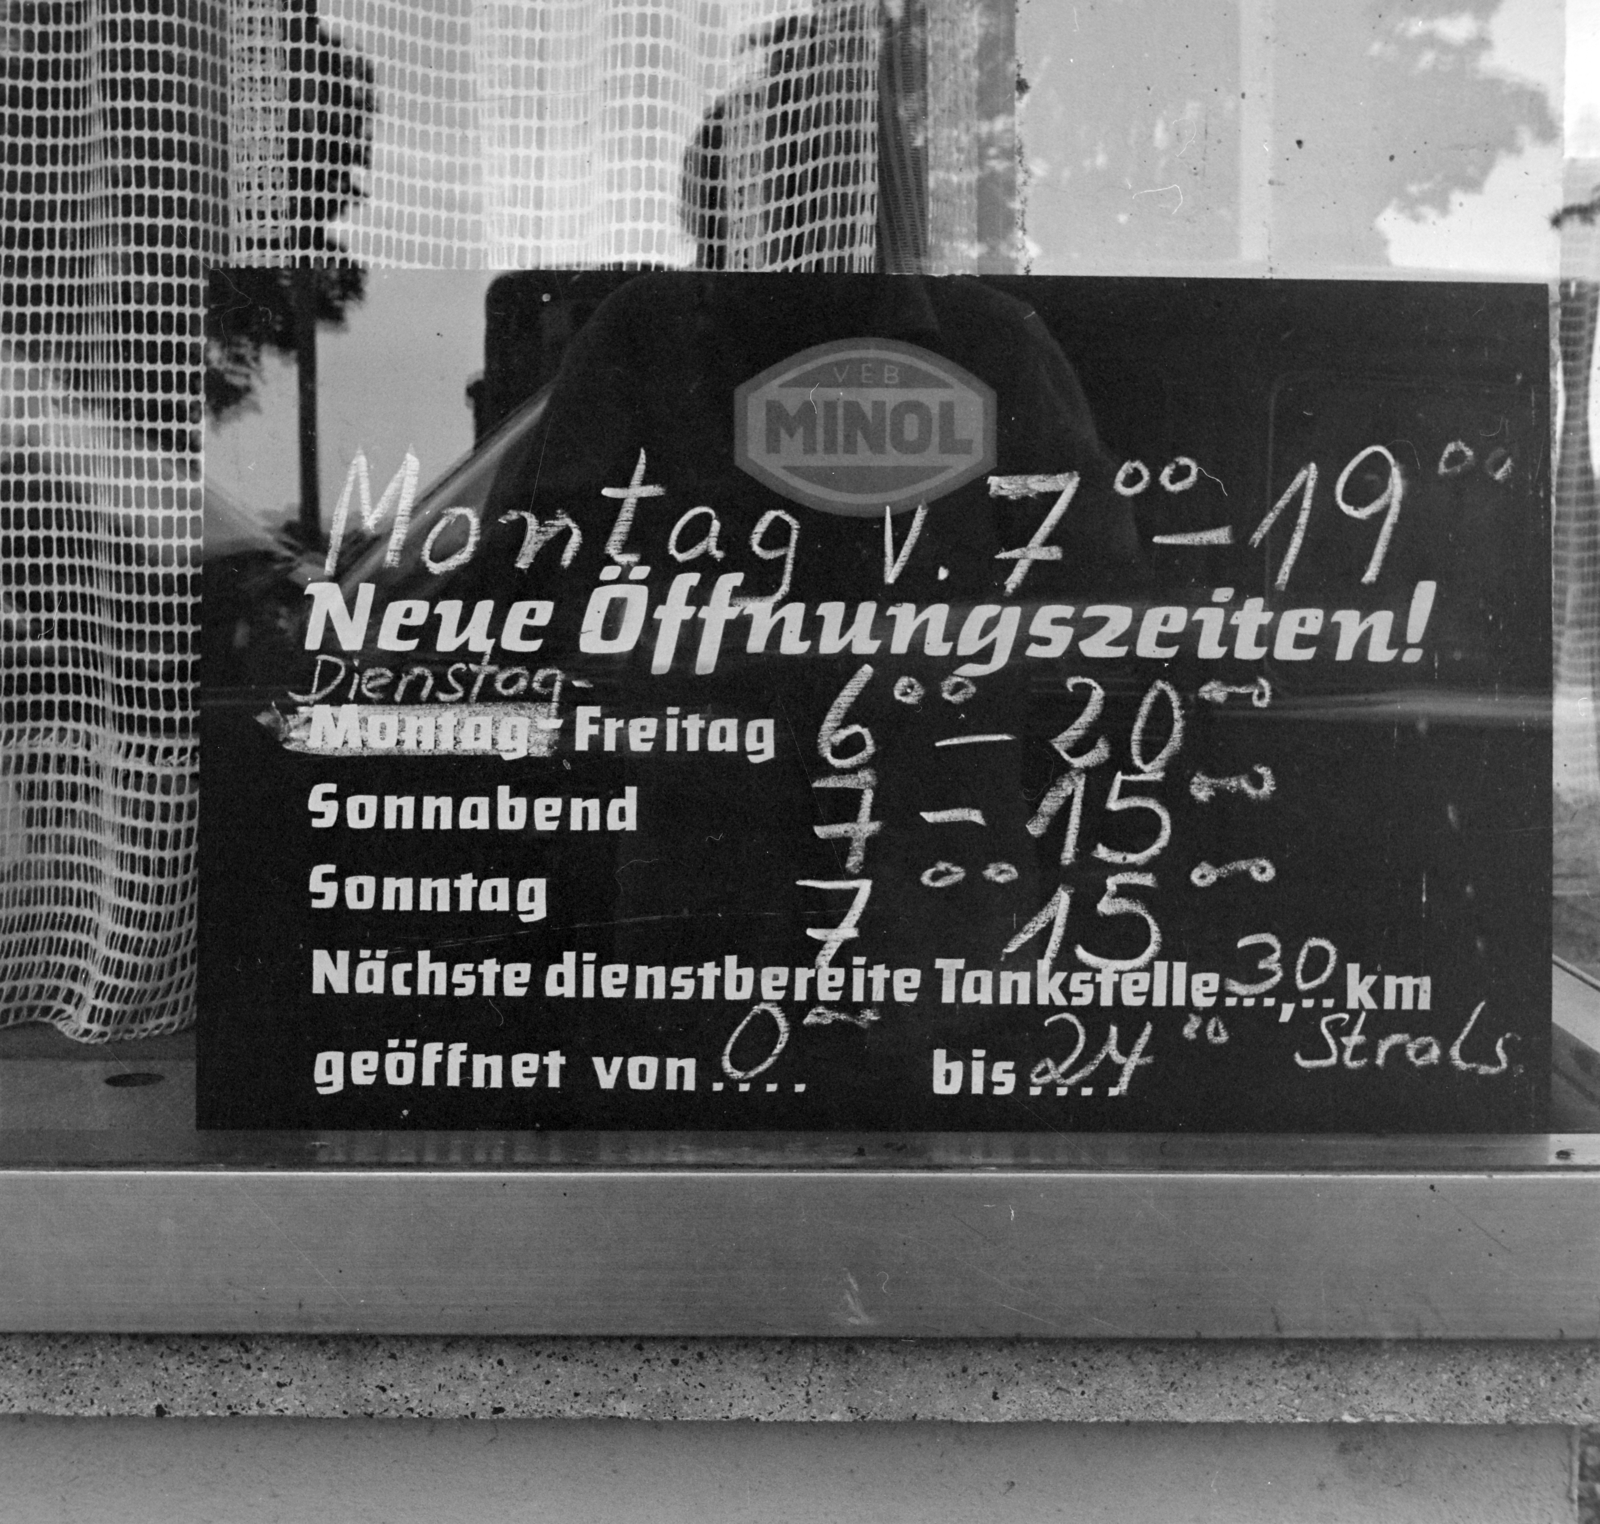 VEB
MINOL
Montag v. 7⁰⁰ – 19⁰⁰
Neue Öffnungszeiten!
Dienstag-
Montag- Freitag 6⁰⁰ – 20⁰⁰
Sonnabend 7 – 15⁰⁰
Sonntag 7⁰⁰ 15⁰⁰
Nächste dienstbereite Tankstelle 30 km
geöffnet von 0⁰⁰ bis 24⁰⁰ Strals.